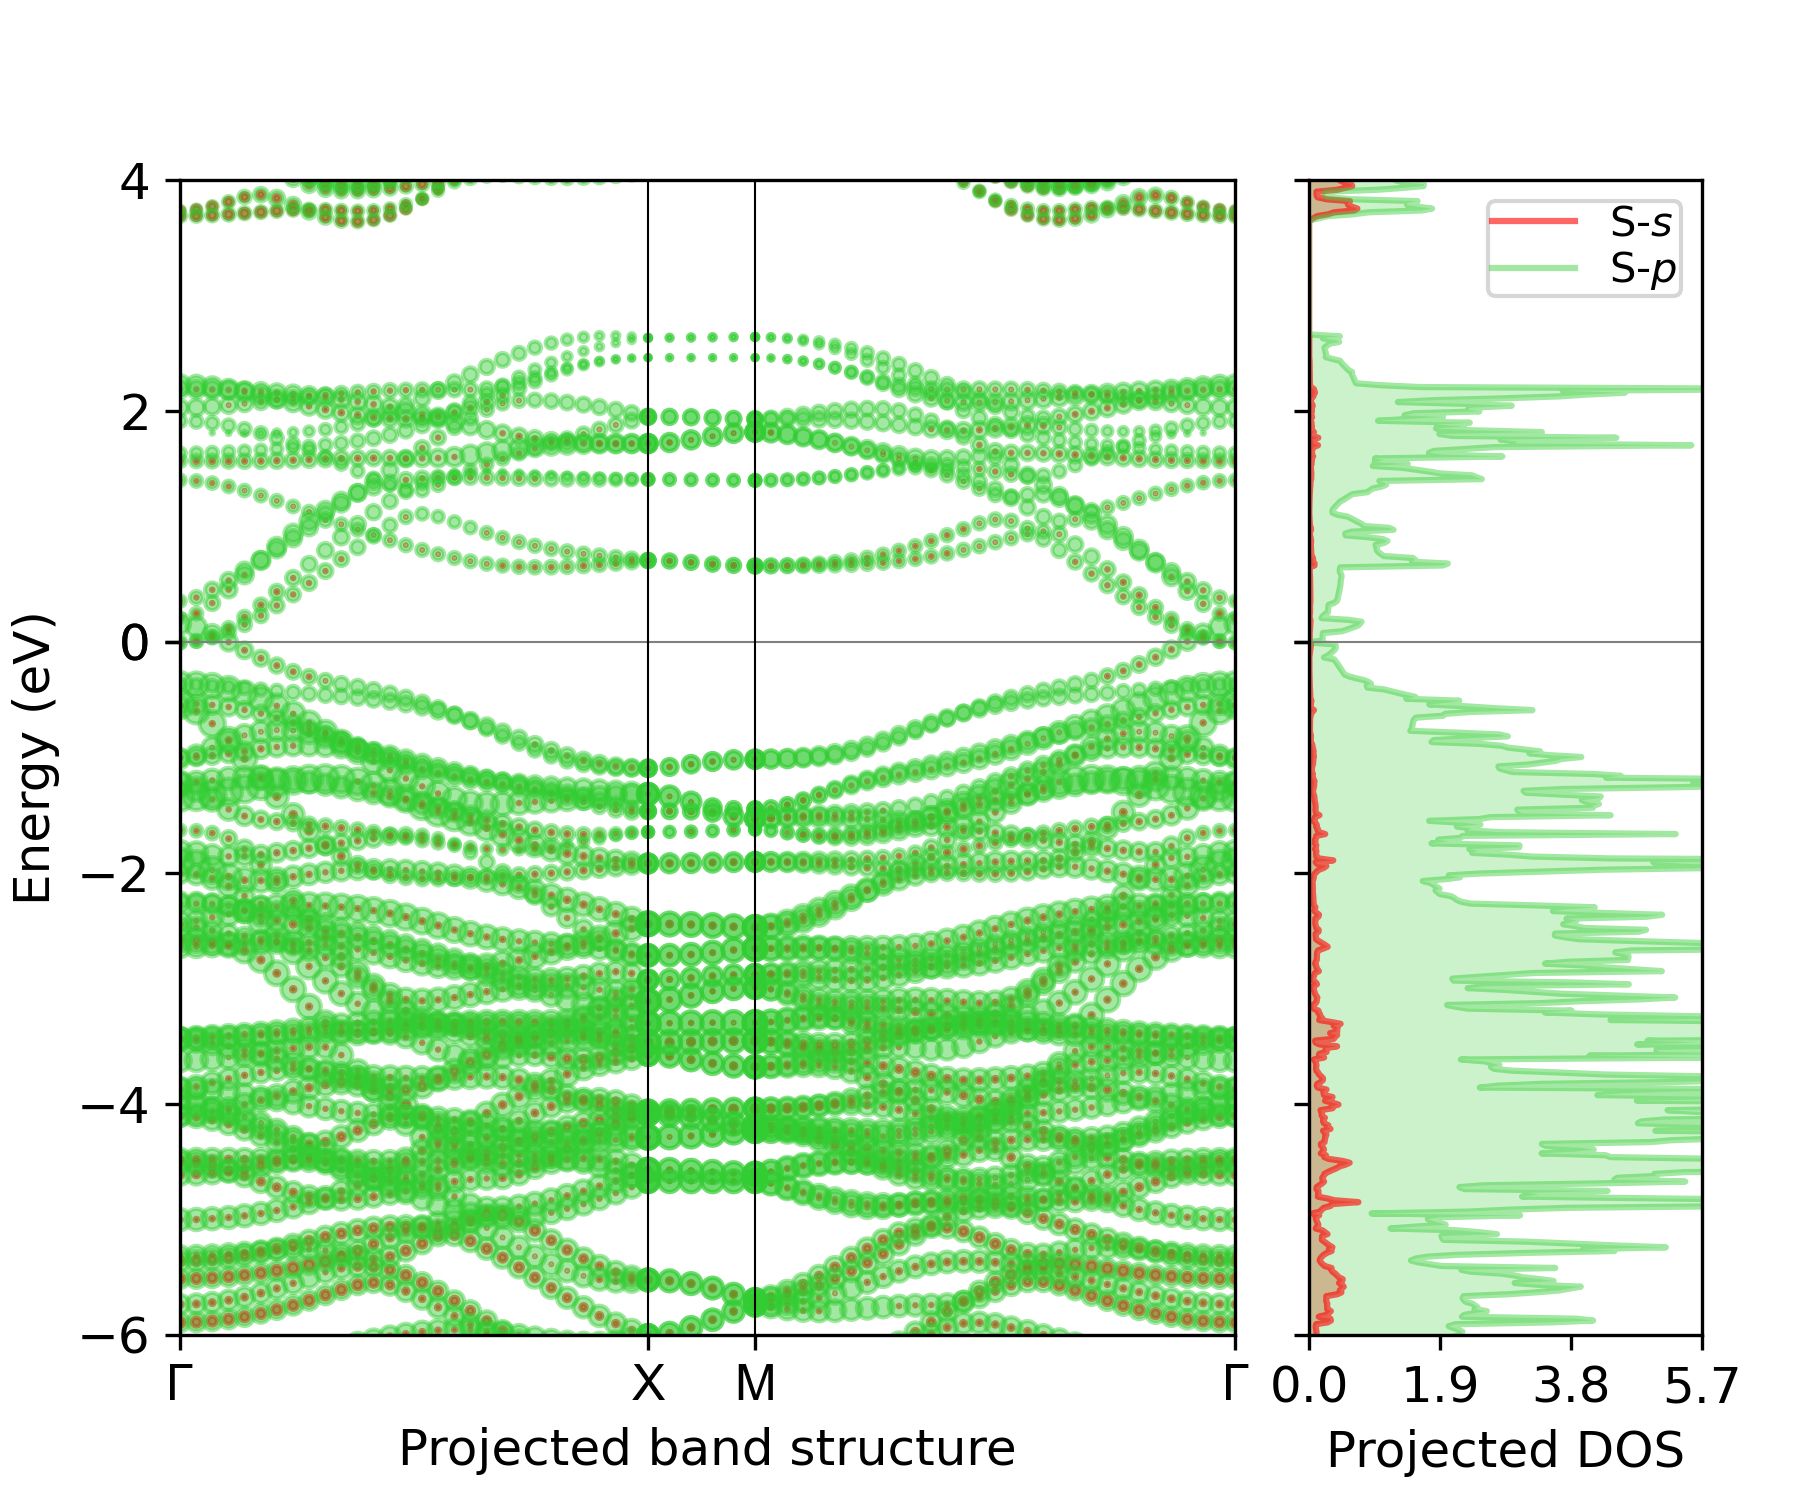 Energy (eV)
4
2
0
−2
−4
−6
Γ
X
M
Γ
Projected band structure
S-s
S-p
0.0
1.9
3.8
5.7
Projected DOS